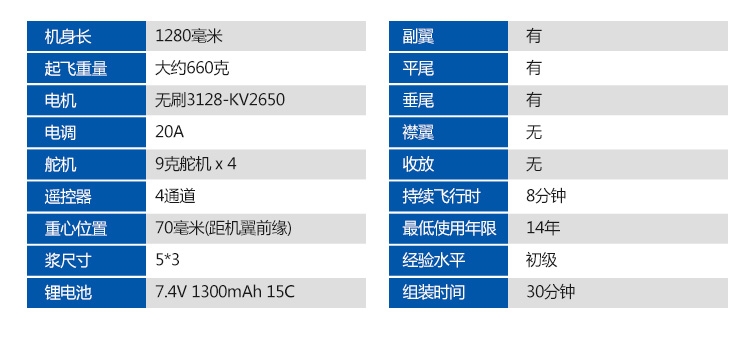 机身长 1280毫米
起飞重量 大约660克
电机 无刷3128-KV2650
电调 20A
舵机 9克舵机 x 4
遥控器 4通道
重心位置 70毫米(距机翼前缘)
浆尺寸 5*3
锂电池 7.4V 1300mAh 15C
副翼 有
平尾 有
垂尾 有
襟翼 无
收放 无
持续飞行时 8分钟
最低使用年限 14年
经验水平 初级
组装时间 30分钟